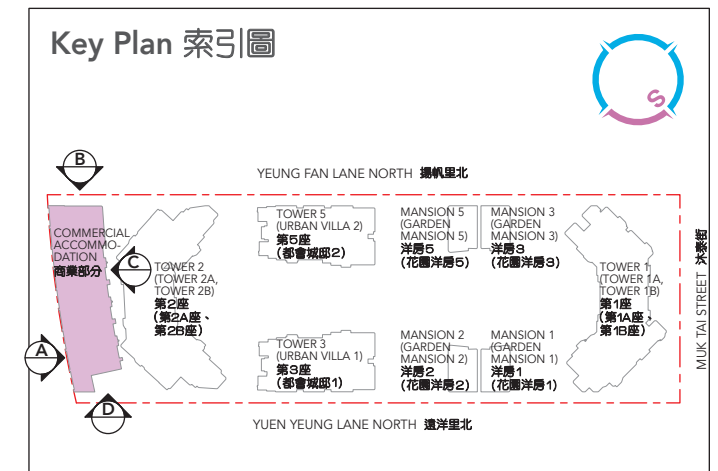 Key Plan 索引圖
S
B
YEUNG FAN LANE NORTH 揚帆里北
COMMERCIAL
ACCOMMO-
DATION
商業部分
C
TOWER 2
(TOWER 2A,
TOWER 2B)
第2座
(第2A座、
第2B座)
TOWER 5
(URBAN VILLA 2)
第5座
(都會城邸2)
MANSION 5
(GARDEN
MANSION 5)
洋房5
(花園洋房5)
MANSION 3
(GARDEN
MANSION 3)
洋房3
(花園洋房3)
TOWER 1
(TOWER 1A,
TOWER 1B)
第1座
(第1A座、
第1B座)
MUK TAI STREET 沐泰街
A
TOWER 3
(URBAN VILLA 1)
第3座
(都會城邸1)
MANSION 2
(GARDEN
MANSION 2)
洋房2
(花園洋房2)
MANSION 1
(GARDEN
MANSION 1)
洋房1
(花園洋房1)
D
YUEN YEUNG LANE NORTH 遠洋里北